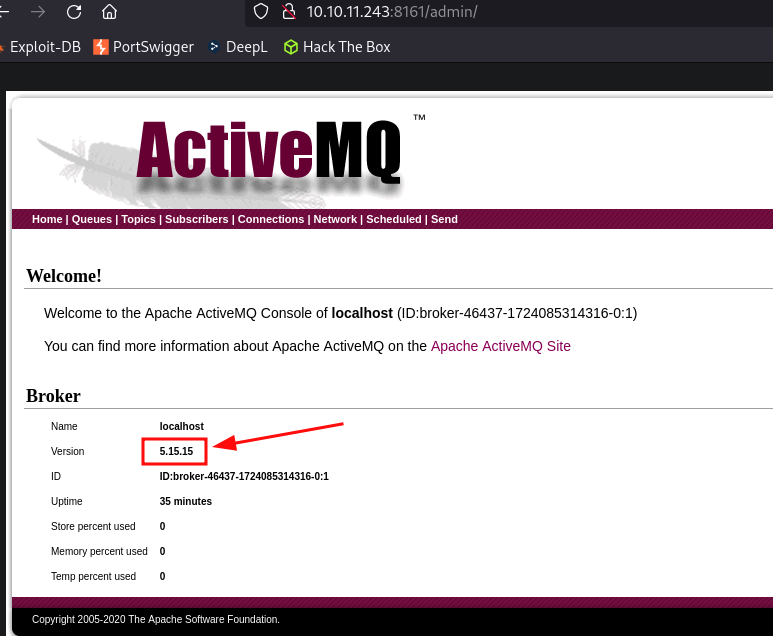 10.10.11.243:8161/admin/
Exploit-DB PortSwigger DeepL Hack The Box
ActiveMQ ™
Home | Queues | Topics | Subscribers | Connections | Network | Scheduled | Send
Welcome!
Welcome to the Apache ActiveMQ Console of localhost (ID:broker-46437-1724085314316-0:1)
You can find more information about Apache ActiveMQ on the Apache ActiveMQ Site
Broker
Name localhost
Version 5.15.15
ID ID:broker-46437-1724085314316-0:1
Uptime 35 minutes
Store percent used 0
Memory percent used 0
Temp percent used 0
Copyright 2005-2020 The Apache Software Foundation.